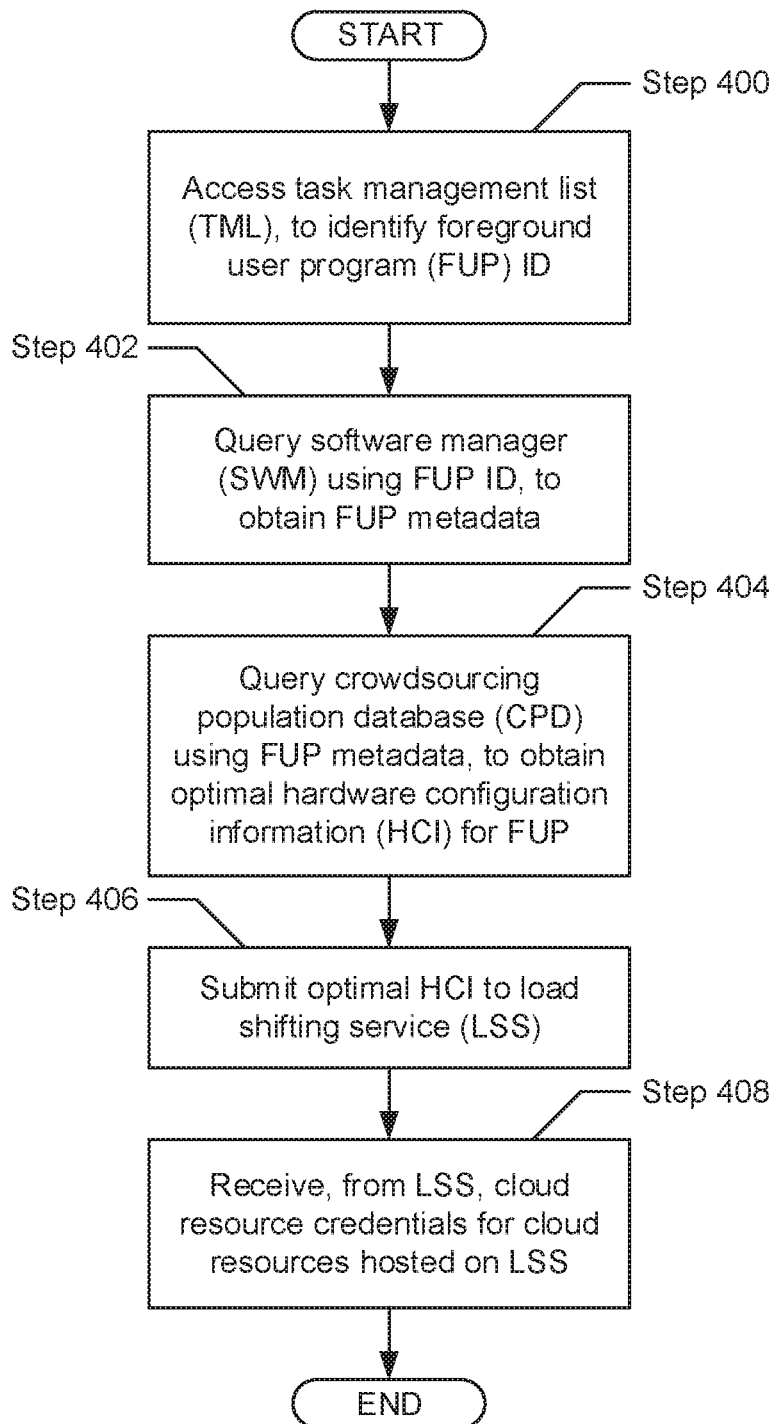 START
Step 400
Access task management list
(TML), to identify foreground
user program (FUP) ID
Step 402
Query software manager
(SWM) using FUP ID, to
obtain FUP metadata
Step 404
Query crowdsourcing
population database (CPD)
using FUP metadata, to obtain
optimal hardware configuration
information (HCI) for FUP
Step 406
Submit optimal HCI to load
shifting service (LSS)
Step 408
Receive, from LSS, cloud
resource credentials for cloud
resources hosted on LSS
END